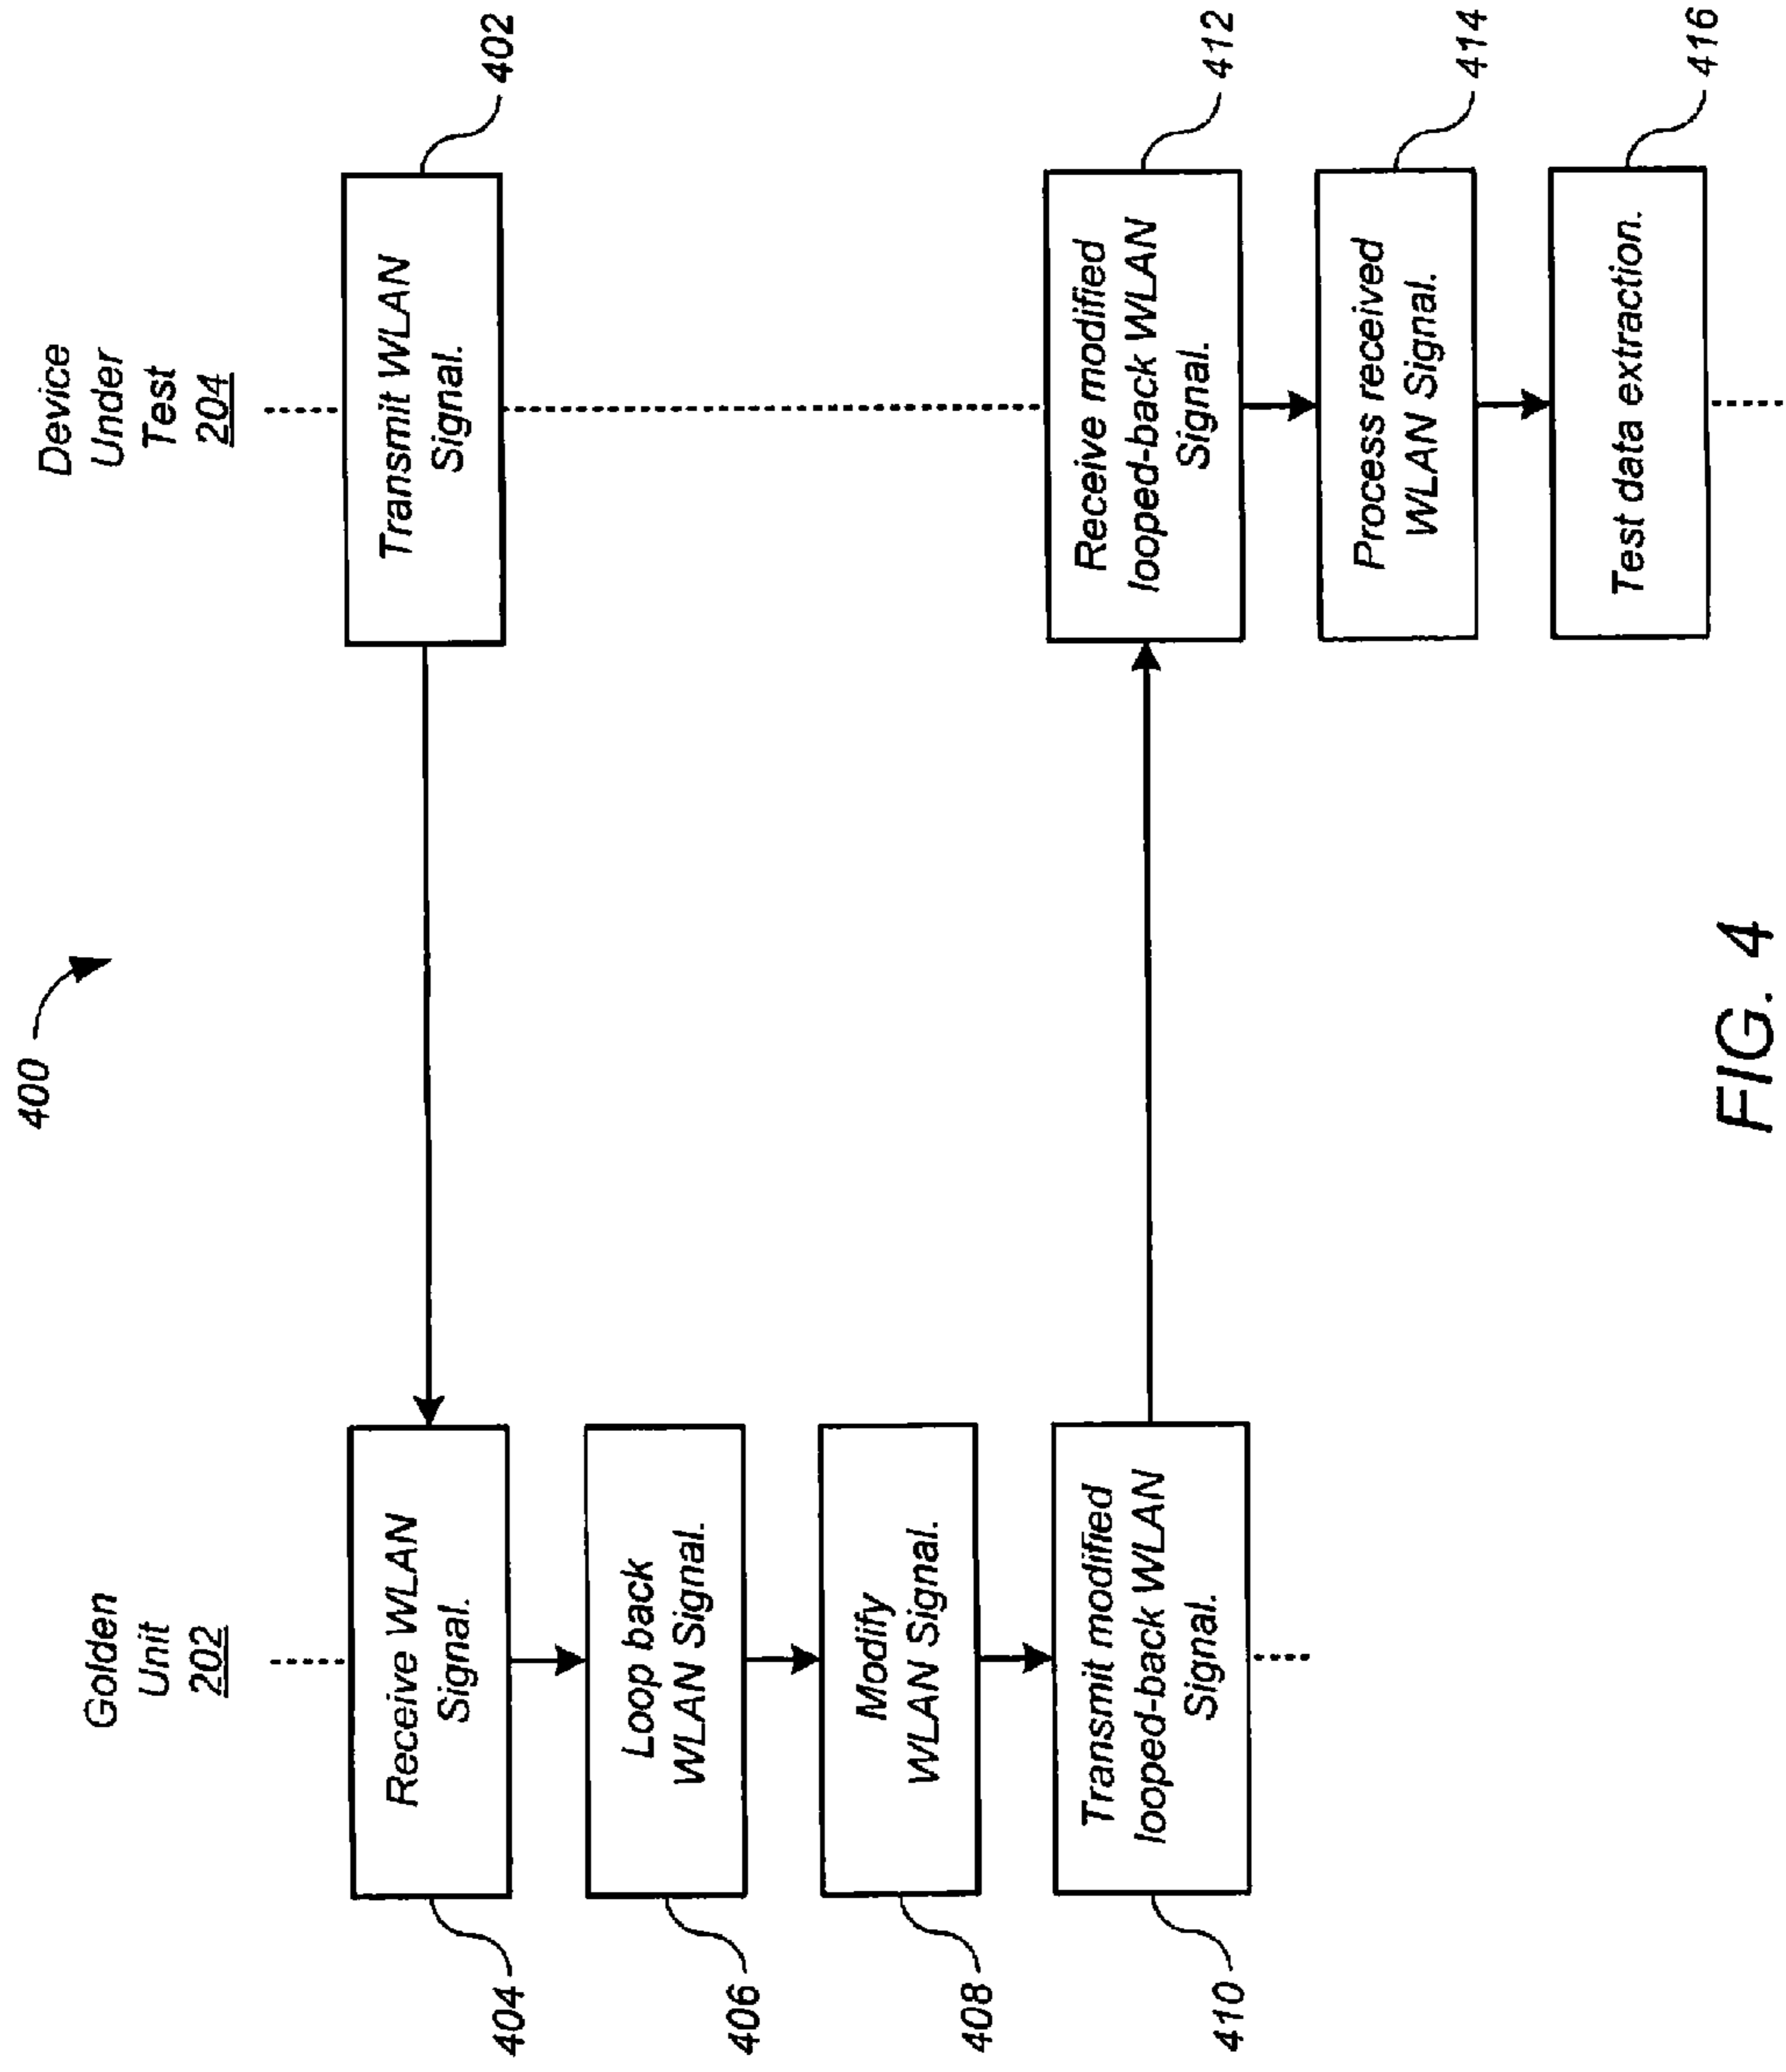 400
Golden
Unit
202
Device
Under
Test
204
Receive WLAN
Signal.
404
Transmit WLAN
Signal.
402
Loop back
WLAN Signal.
406
Modify
WLAN Signal.
408
Transmit modified
looped-back WLAN
Signal.
410
Receive modified
looped-back WLAN
Signal.
412
Process received
WLAN Signal.
414
Test data extraction.
416
FIG. 4